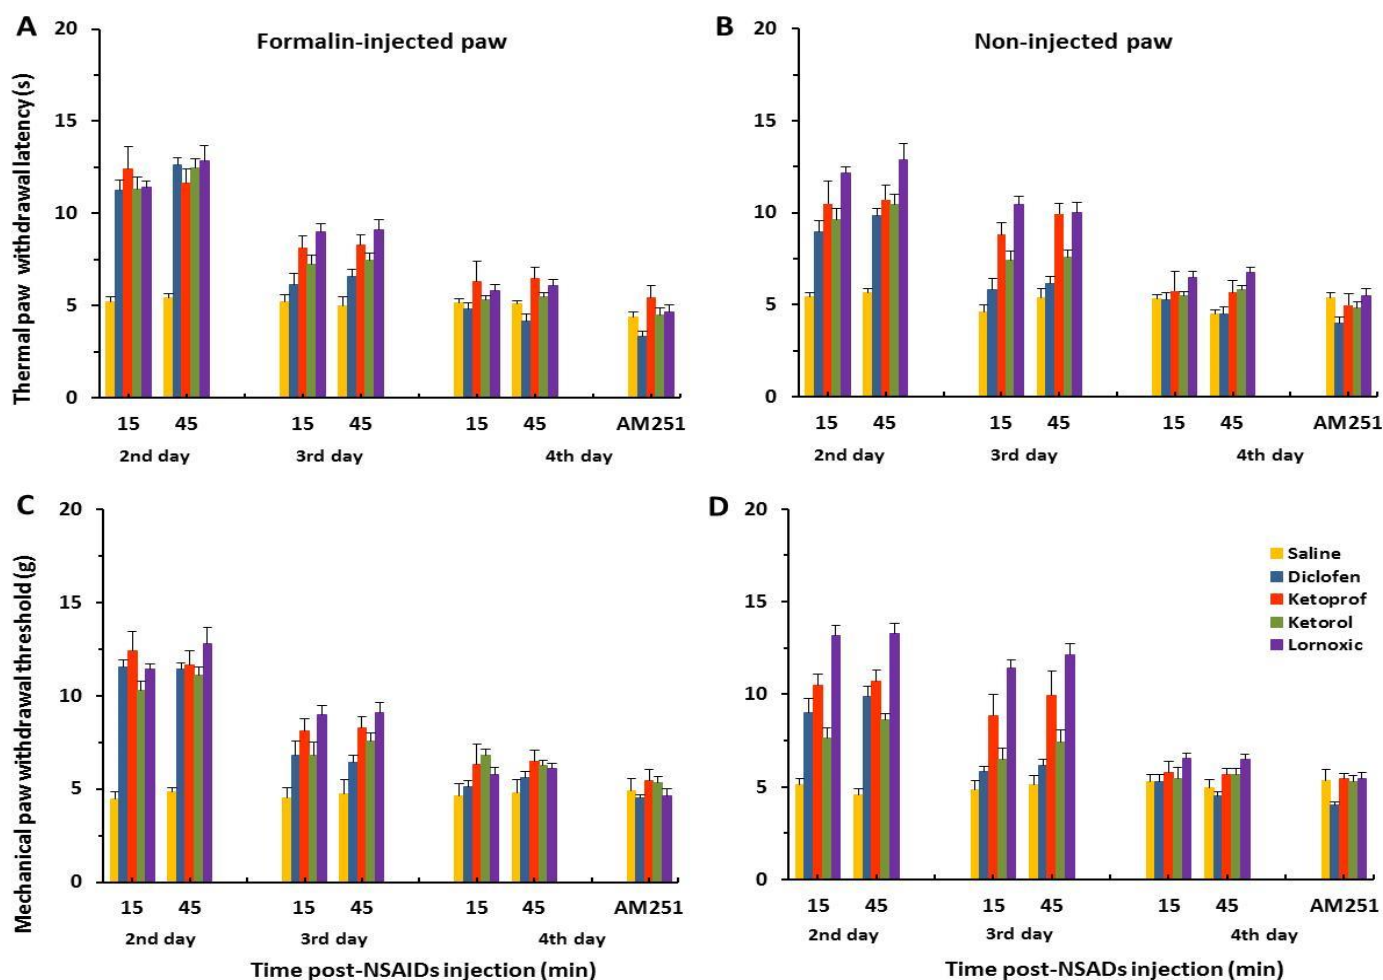 A
Formalin-injected paw
Thermal paw withdrawal latency (s)
20
15
10
5
0
15 45 15 45 15 45 AM251
2nd day 3rd day 4th day
B
Non-injected paw
20
15
10
5
0
15 45 15 45 15 45 AM251
2nd day 3rd day 4th day
C
Mechanical paw withdrawal threshold (g)
20
15
10
5
0
15 45 15 45 15 45 AM251
2nd day 3rd day 4th day
Time post-NSAIDs injection (min)
D
20
15
10
5
0
Saline
Diclofen
Ketoprof
Ketorol
Lornoxic
15 45 15 45 15 45 AM251
2nd day 3rd day 4th day
Time post-NSADs injection (min)